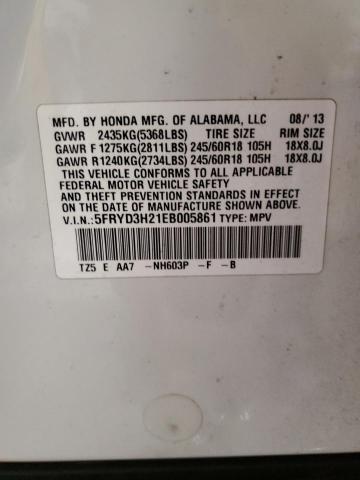 MFD. BY HONDA MFG. OF ALABAMA, LLC 08/'13
GVWR 2435KG(5368LBS) TIRE SIZE RIM SIZE
GAWR F 1275KG(2811LBS) 245/60R18 105H 18X8.0J
GAWR R 1240KG(2734LBS) 245/60R18 105H 18X8.0J
THIS VEHICLE CONFORMS TO ALL APPLICABLE
FEDERAL MOTOR VEHICLE SAFETY BUMPER
AND THEFT PREVENTION STANDARDS IN EFFECT
ON THE DATE OF MANUFACTURE SHOWN ABOVE.
V.I.N.: 5FRYD3H21EB005861 TYPE: MPV
TZ5 E AA7 -NH603P -F -B